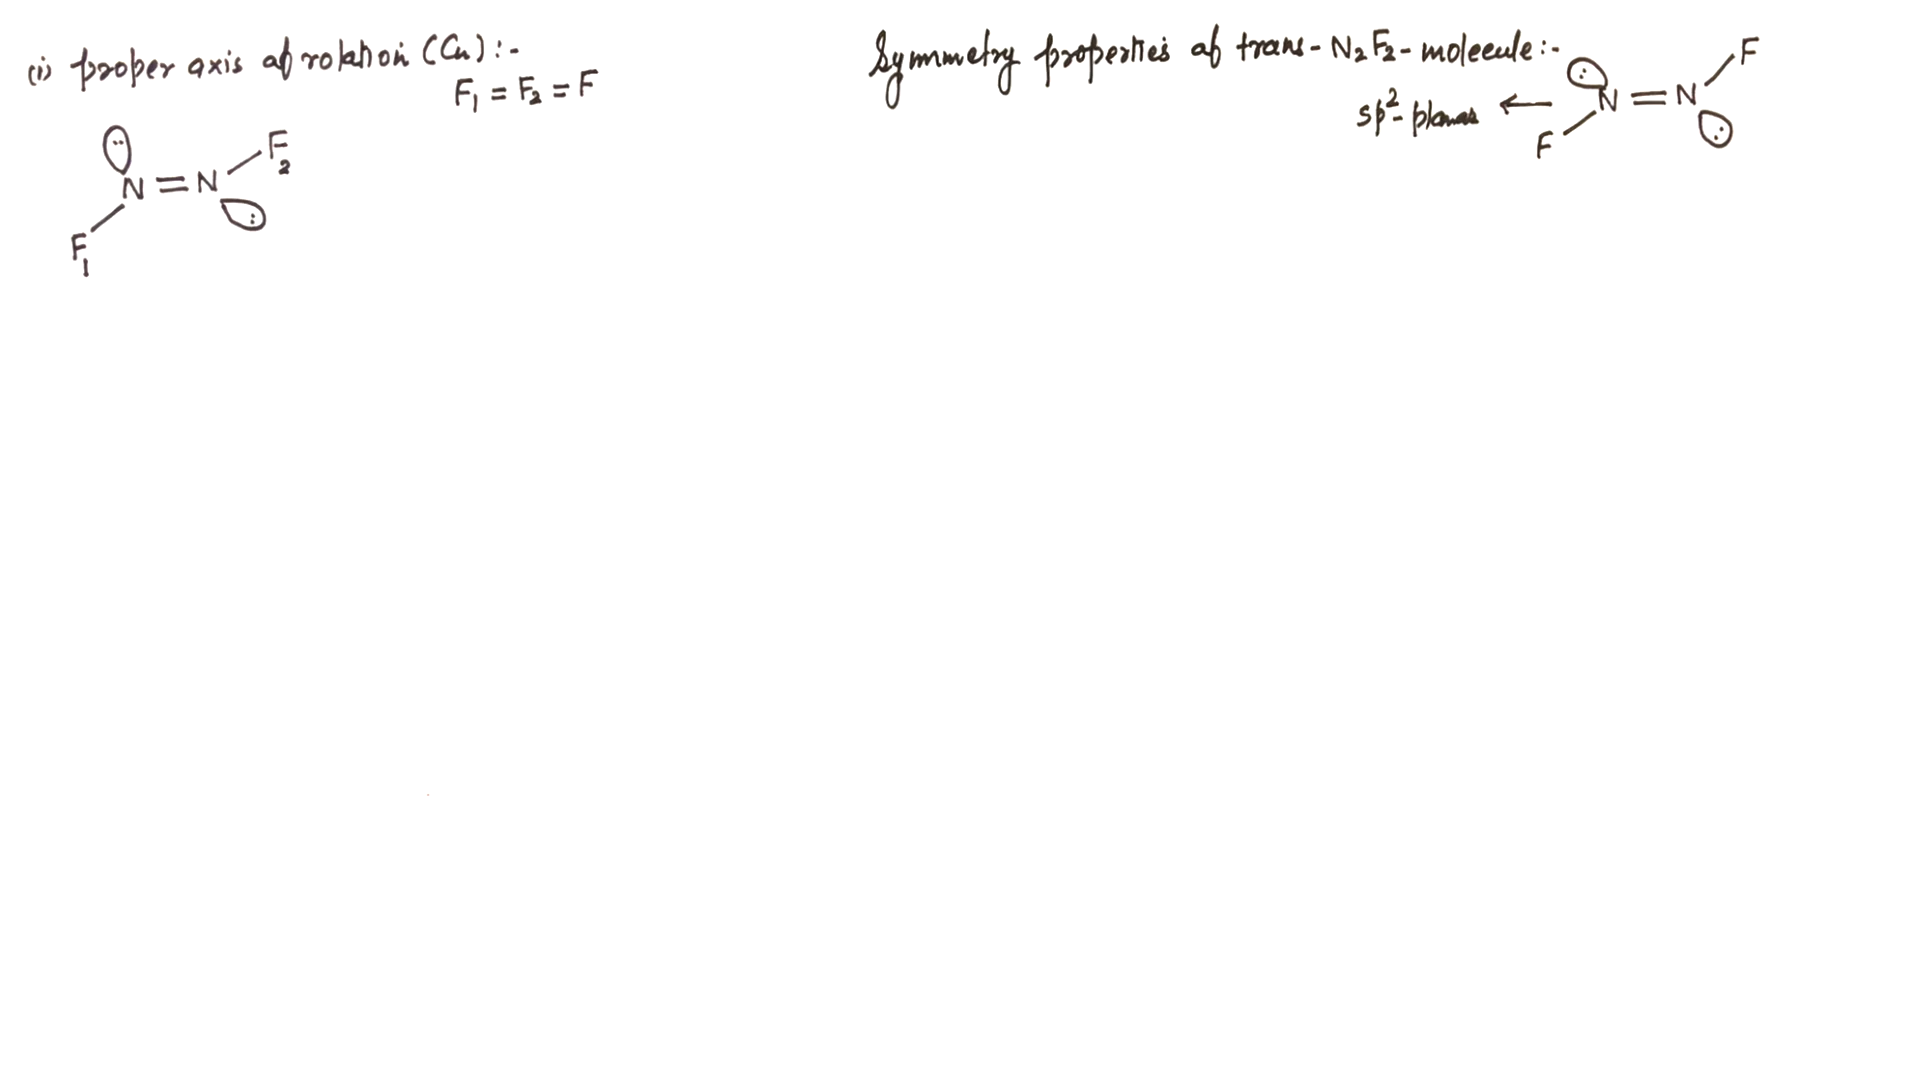 Symmetry properties of trans-N₂F₂-molecule:-
sp²-planar ←
F
N=N
F
(i) proper axis of rotation (Cn):-
F₁ = F₂ = F
F₂
N=N
F₁